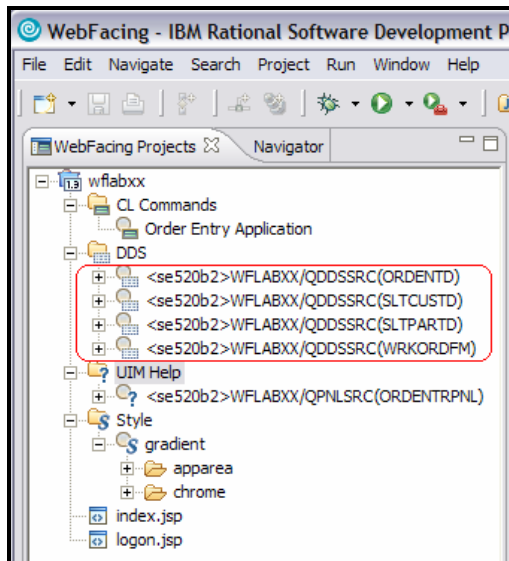 WebFacing - IBM Rational Software Development P
File Edit Navigate Search Project Run Window Help
WebFacing Projects Navigator
1.3 wflabxx
CL Commands
Order Entry Application
DDS
<se520b2>WFLABXX/QDDSSRC(ORDENTD)
<se520b2>WFLABXX/QDDSSRC(SLTCUSTD)
<se520b2>WFLABXX/QDDSSRC(SLTPARTD)
<se520b2>WFLABXX/QDDSSRC(WRKORDFM)
UIM Help
<se520b2>WFLABXX/QPNLSRC(ORDENTRPNL)
Style
gradient
apparea
chrome
index.jsp
logon.jsp